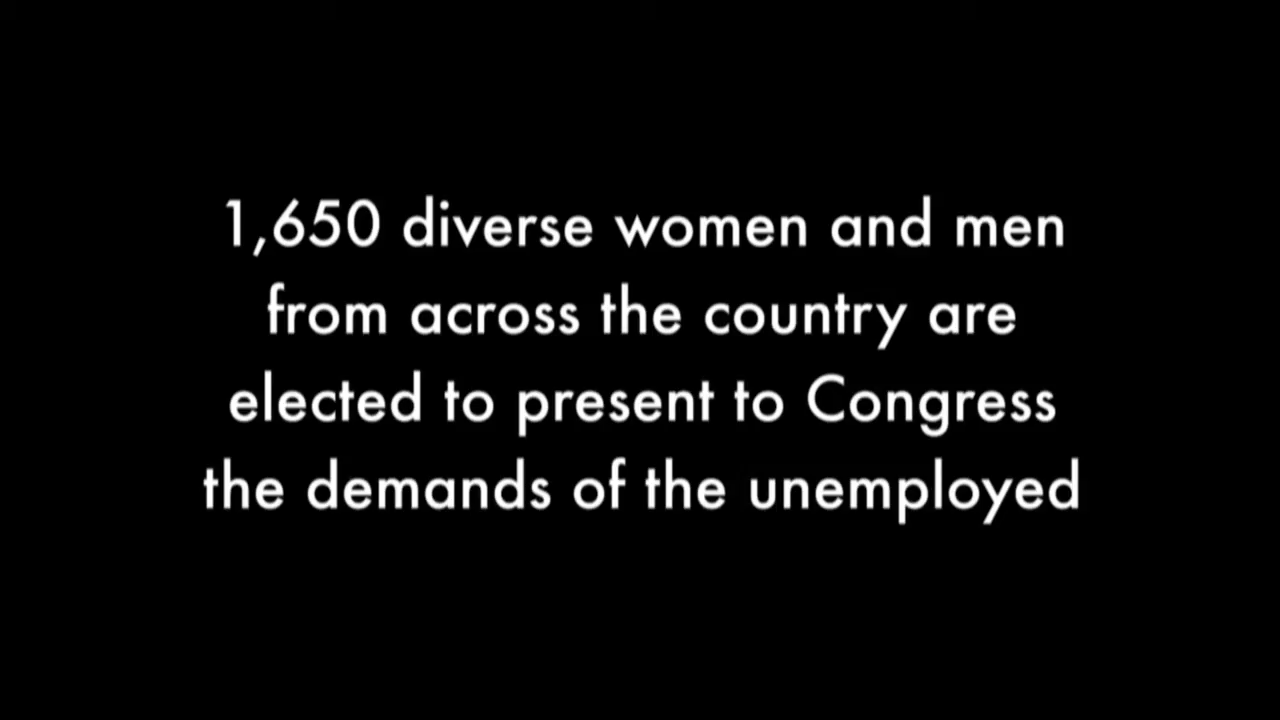 1,650 diverse women and men
from across the country are
elected to present to Congress
the demands of the unemployed